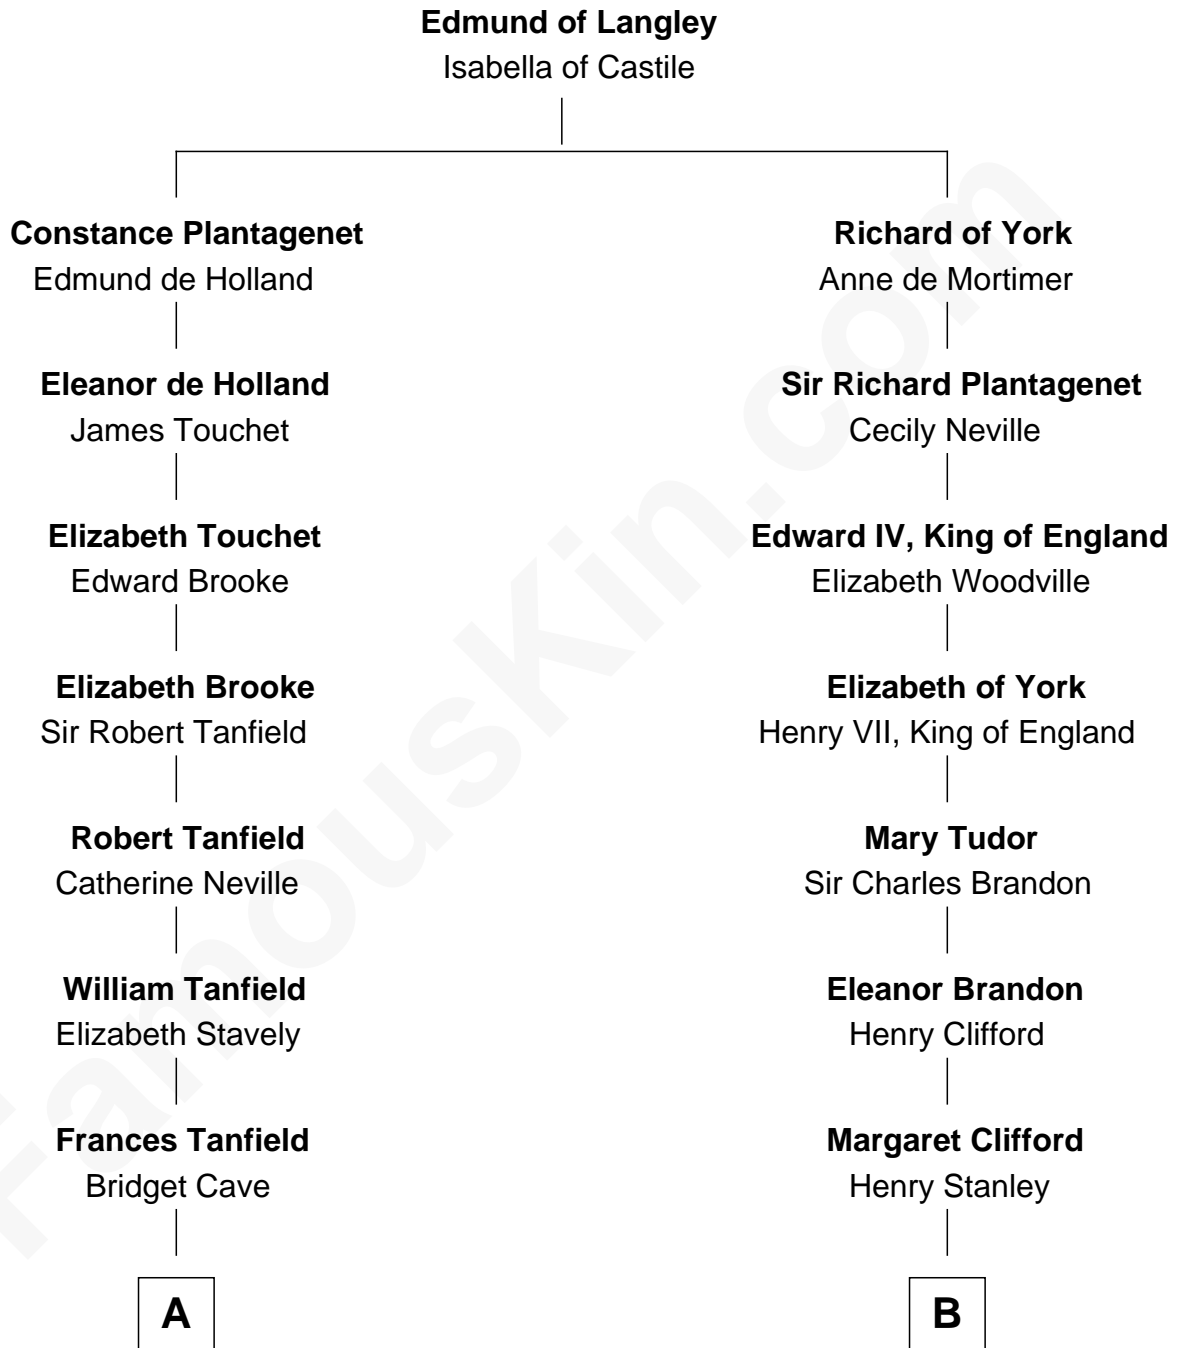 Edmund of Langley
Isabella of Castile
Constance Plantagenet
Edmund de Holland
Richard of York
Anne de Mortimer
Eleanor de Holland
James Touchet
Sir Richard Plantagenet
Cecily Neville
Elizabeth Touchet
Edward Brooke
Edward IV, King of England
Elizabeth Woodville
Elizabeth Brooke
Sir Robert Tanfield
Elizabeth of York
Henry VII, King of England
Robert Tanfield
Catherine Neville
Mary Tudor
Sir Charles Brandon
William Tanfield
Elizabeth Stavely
Eleanor Brandon
Henry Clifford
Frances Tanfield
Bridget Cave
Margaret Clifford
Henry Stanley
A
B
FamousKin.com